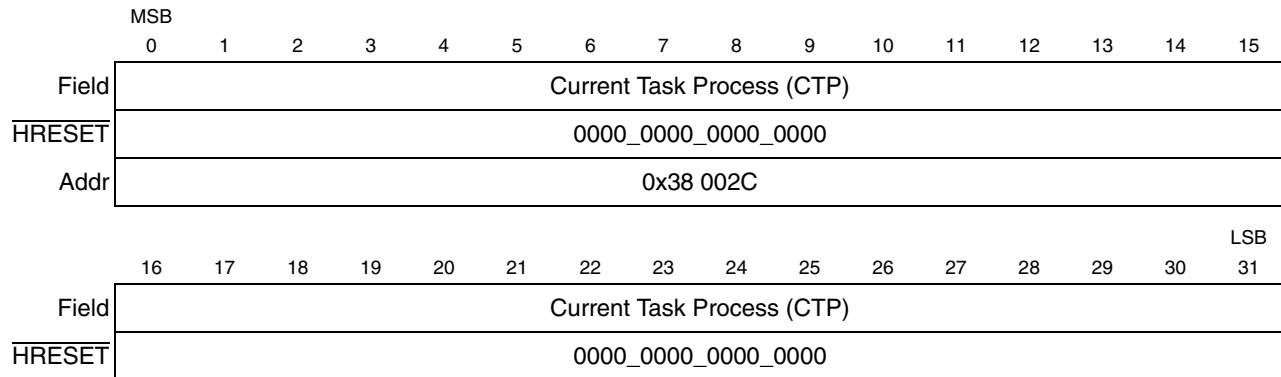 MSB
0 1 2 3 4 5 6 7 8 9 10 11 12 13 14 15
Field Current Task Process (CTP)
HRESET 0000_0000_0000_0000
Addr 0x38 002C
LSB
16 17 18 19 20 21 22 23 24 25 26 27 28 29 30 31
Field Current Task Process (CTP)
HRESET 0000_0000_0000_0000